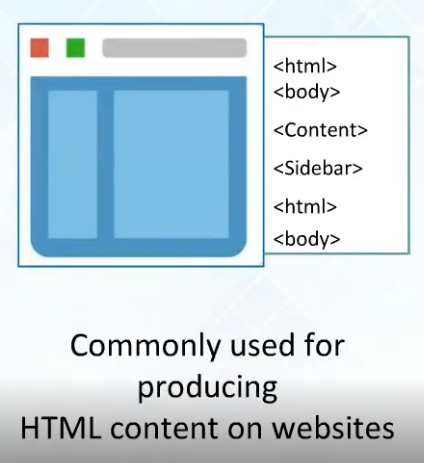 <html>
<body>
<Content>
<Sidebar>
<html>
<body>
Commonly used for
producing
HTML content on websites